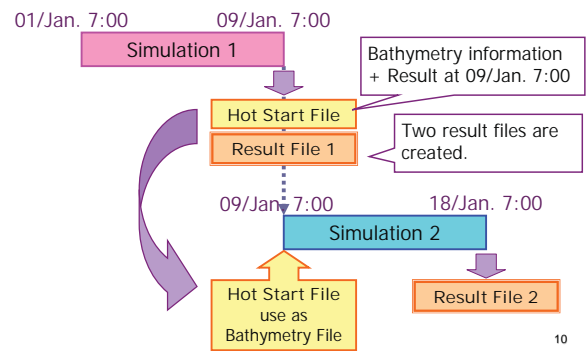 01/Jan. 7:00
09/Jan. 7:00
Simulation 1
Bathymetry information
+ Result at 09/Jan. 7:00
Hot Start File
Result File 1
Two result files are
created.
09/Jan. 7:00
18/Jan. 7:00
Simulation 2
Hot Start File
use as
Bathymetry File
Result File 2
10